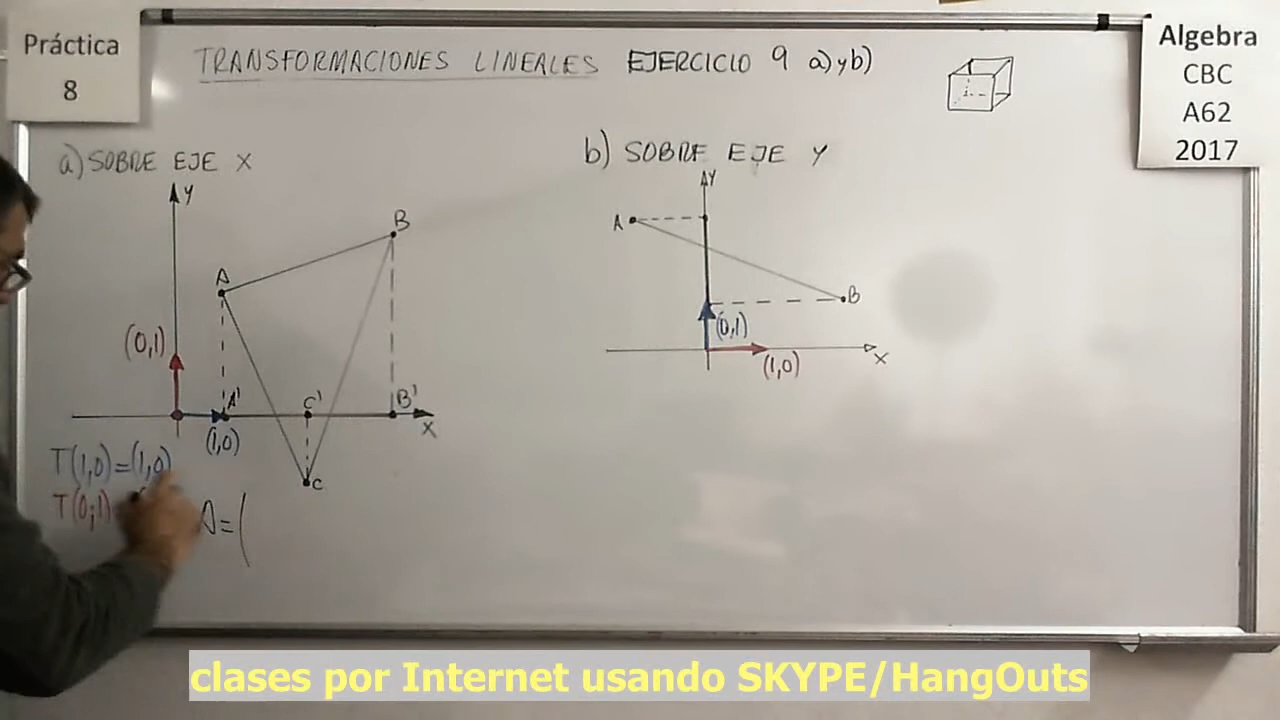 Práctica
8
TRANSFORMACIONES LINEALES EJERCICIO 9 a) y b)
Algebra
CBC
A62
2017
a) SOBRE EJE X
y
B
A
(0,1)
A'
C'
B'
X
(1,0)
C
T(1,0)=(1,0)
T(0;1)
A=(
b) SOBRE EJE Y
Y
A
B
(0,1)
(1,0)
X
clases por Internet usando SKYPE/HangOuts